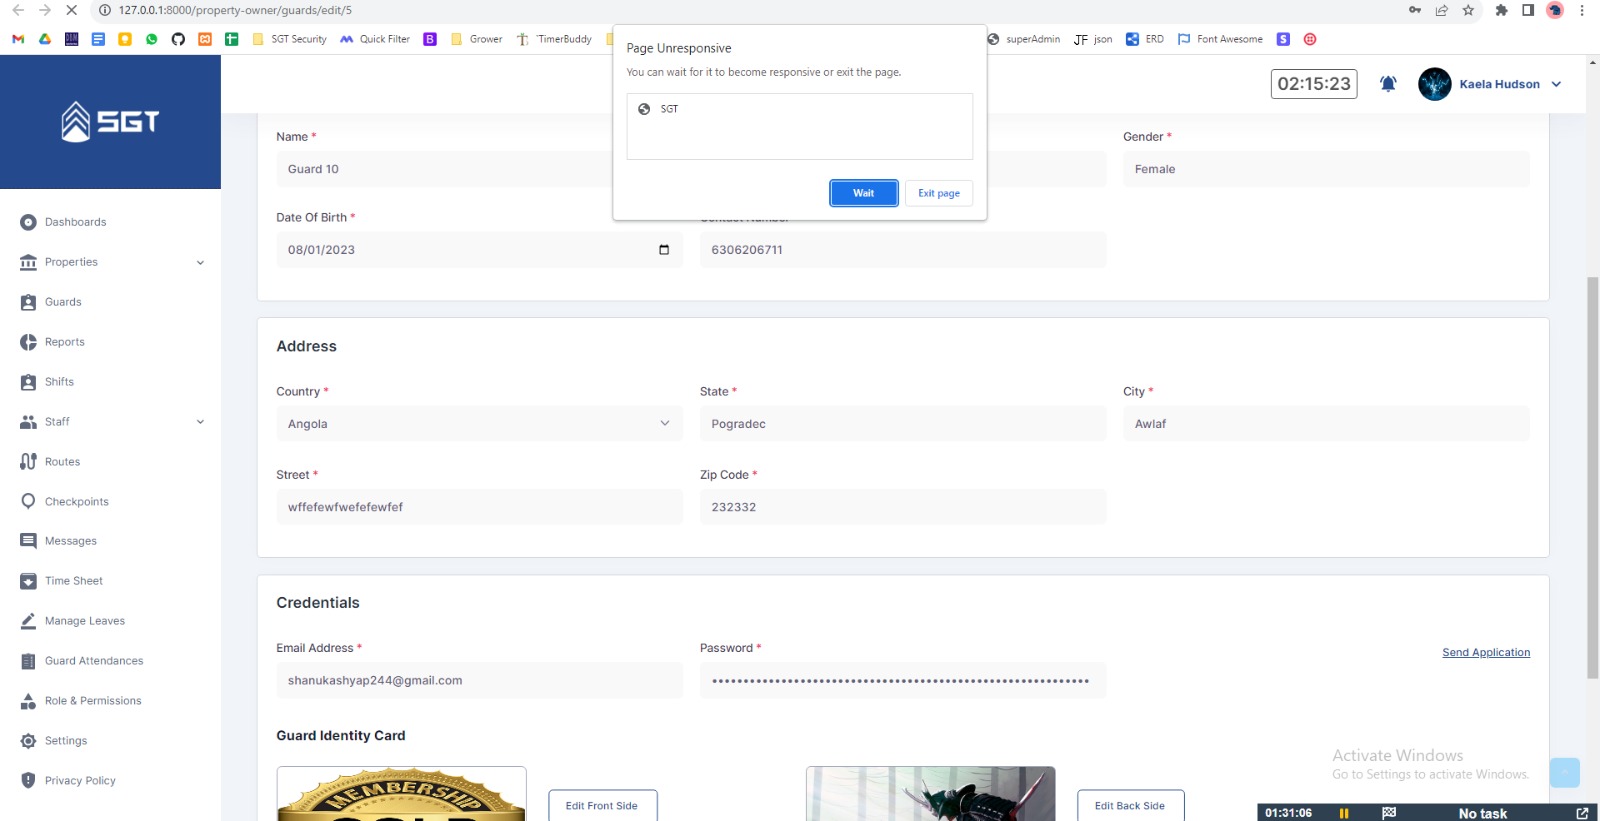 127.0.0.1:8000/property-owner/guards/edit/5
SGT Security
Quick Filter
B
Grower
'TimerBuddy
superAdmin
JF json
ERD
Font Awesome
S
Page Unresponsive
You can wait for it to become responsive or exit the page.
SGT
Wait
Exit page
SGT
02:15:23
Kaela Hudson
Dashboards
Properties
Guards
Reports
Shifts
Staff
Routes
Checkpoints
Messages
Time Sheet
Manage Leaves
Guard Attendances
Role & Permissions
Settings
Privacy Policy
Name *
Gender *
Guard 10
Female
Date Of Birth *
Contact Number
08/01/2023
6306206711
Address
Country *
State *
City *
Angola
Pogradec
Awlaf
Street *
Zip Code *
wffefewfwefefewfef
232332
Credentials
Email Address *
Password *
Send Application
shanukashyap244@gmail.com
Guard Identity Card
MEMBERSHIP
GOLD
Edit Front Side
Edit Back Side
Activate Windows
Go to Settings to activate Windows.
01:31:06
No task